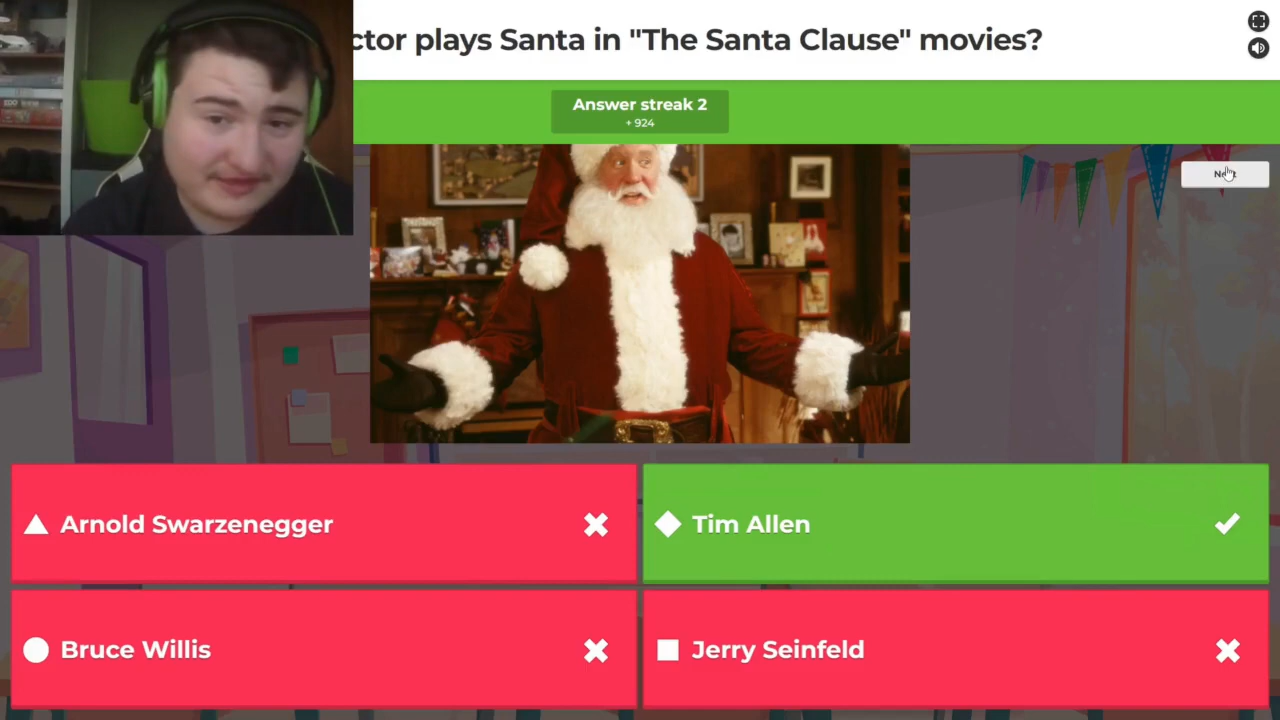 ctor plays Santa in "The Santa Clause" movies?
Answer streak 2
+ 924
Arnold Swarzenegger
Tim Allen
Bruce Willis
Jerry Seinfeld